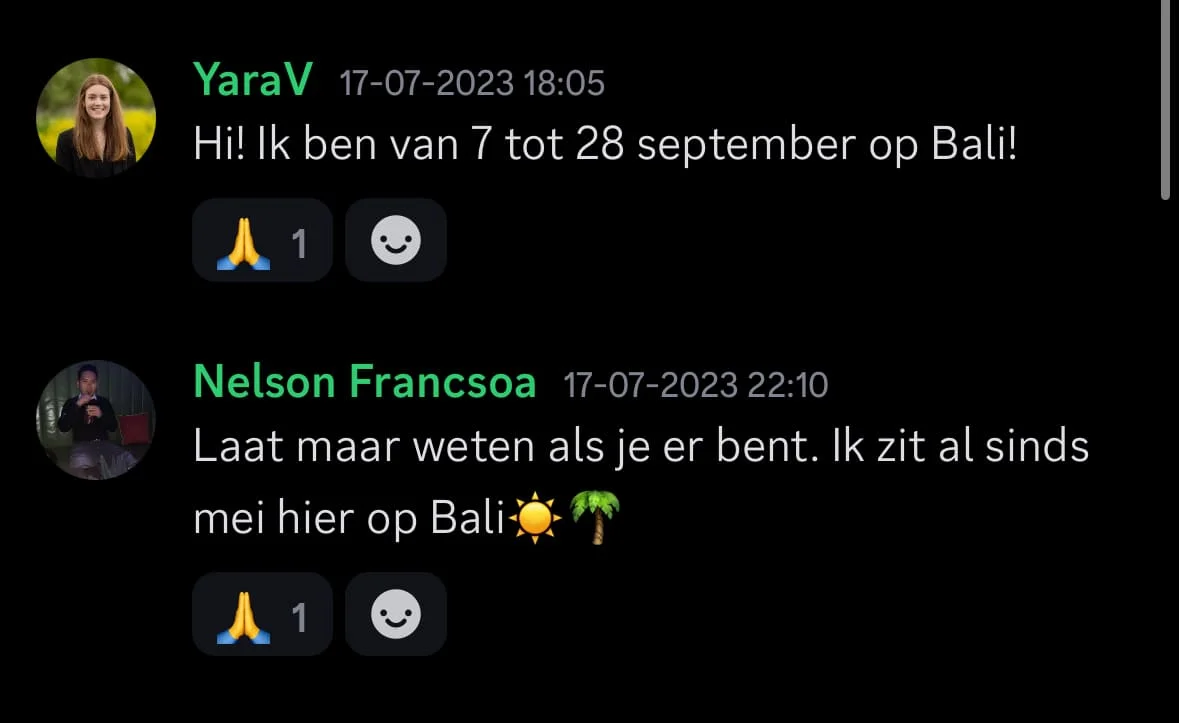 YaraV 17-07-2023 18:05
Hi! Ik ben van 7 tot 28 september op Bali!
🙏 1
Nelson Francsoa 17-07-2023 22:10
Laat maar weten als je er bent. Ik zit al sinds
mei hier op Bali☀️🌴
🙏 1